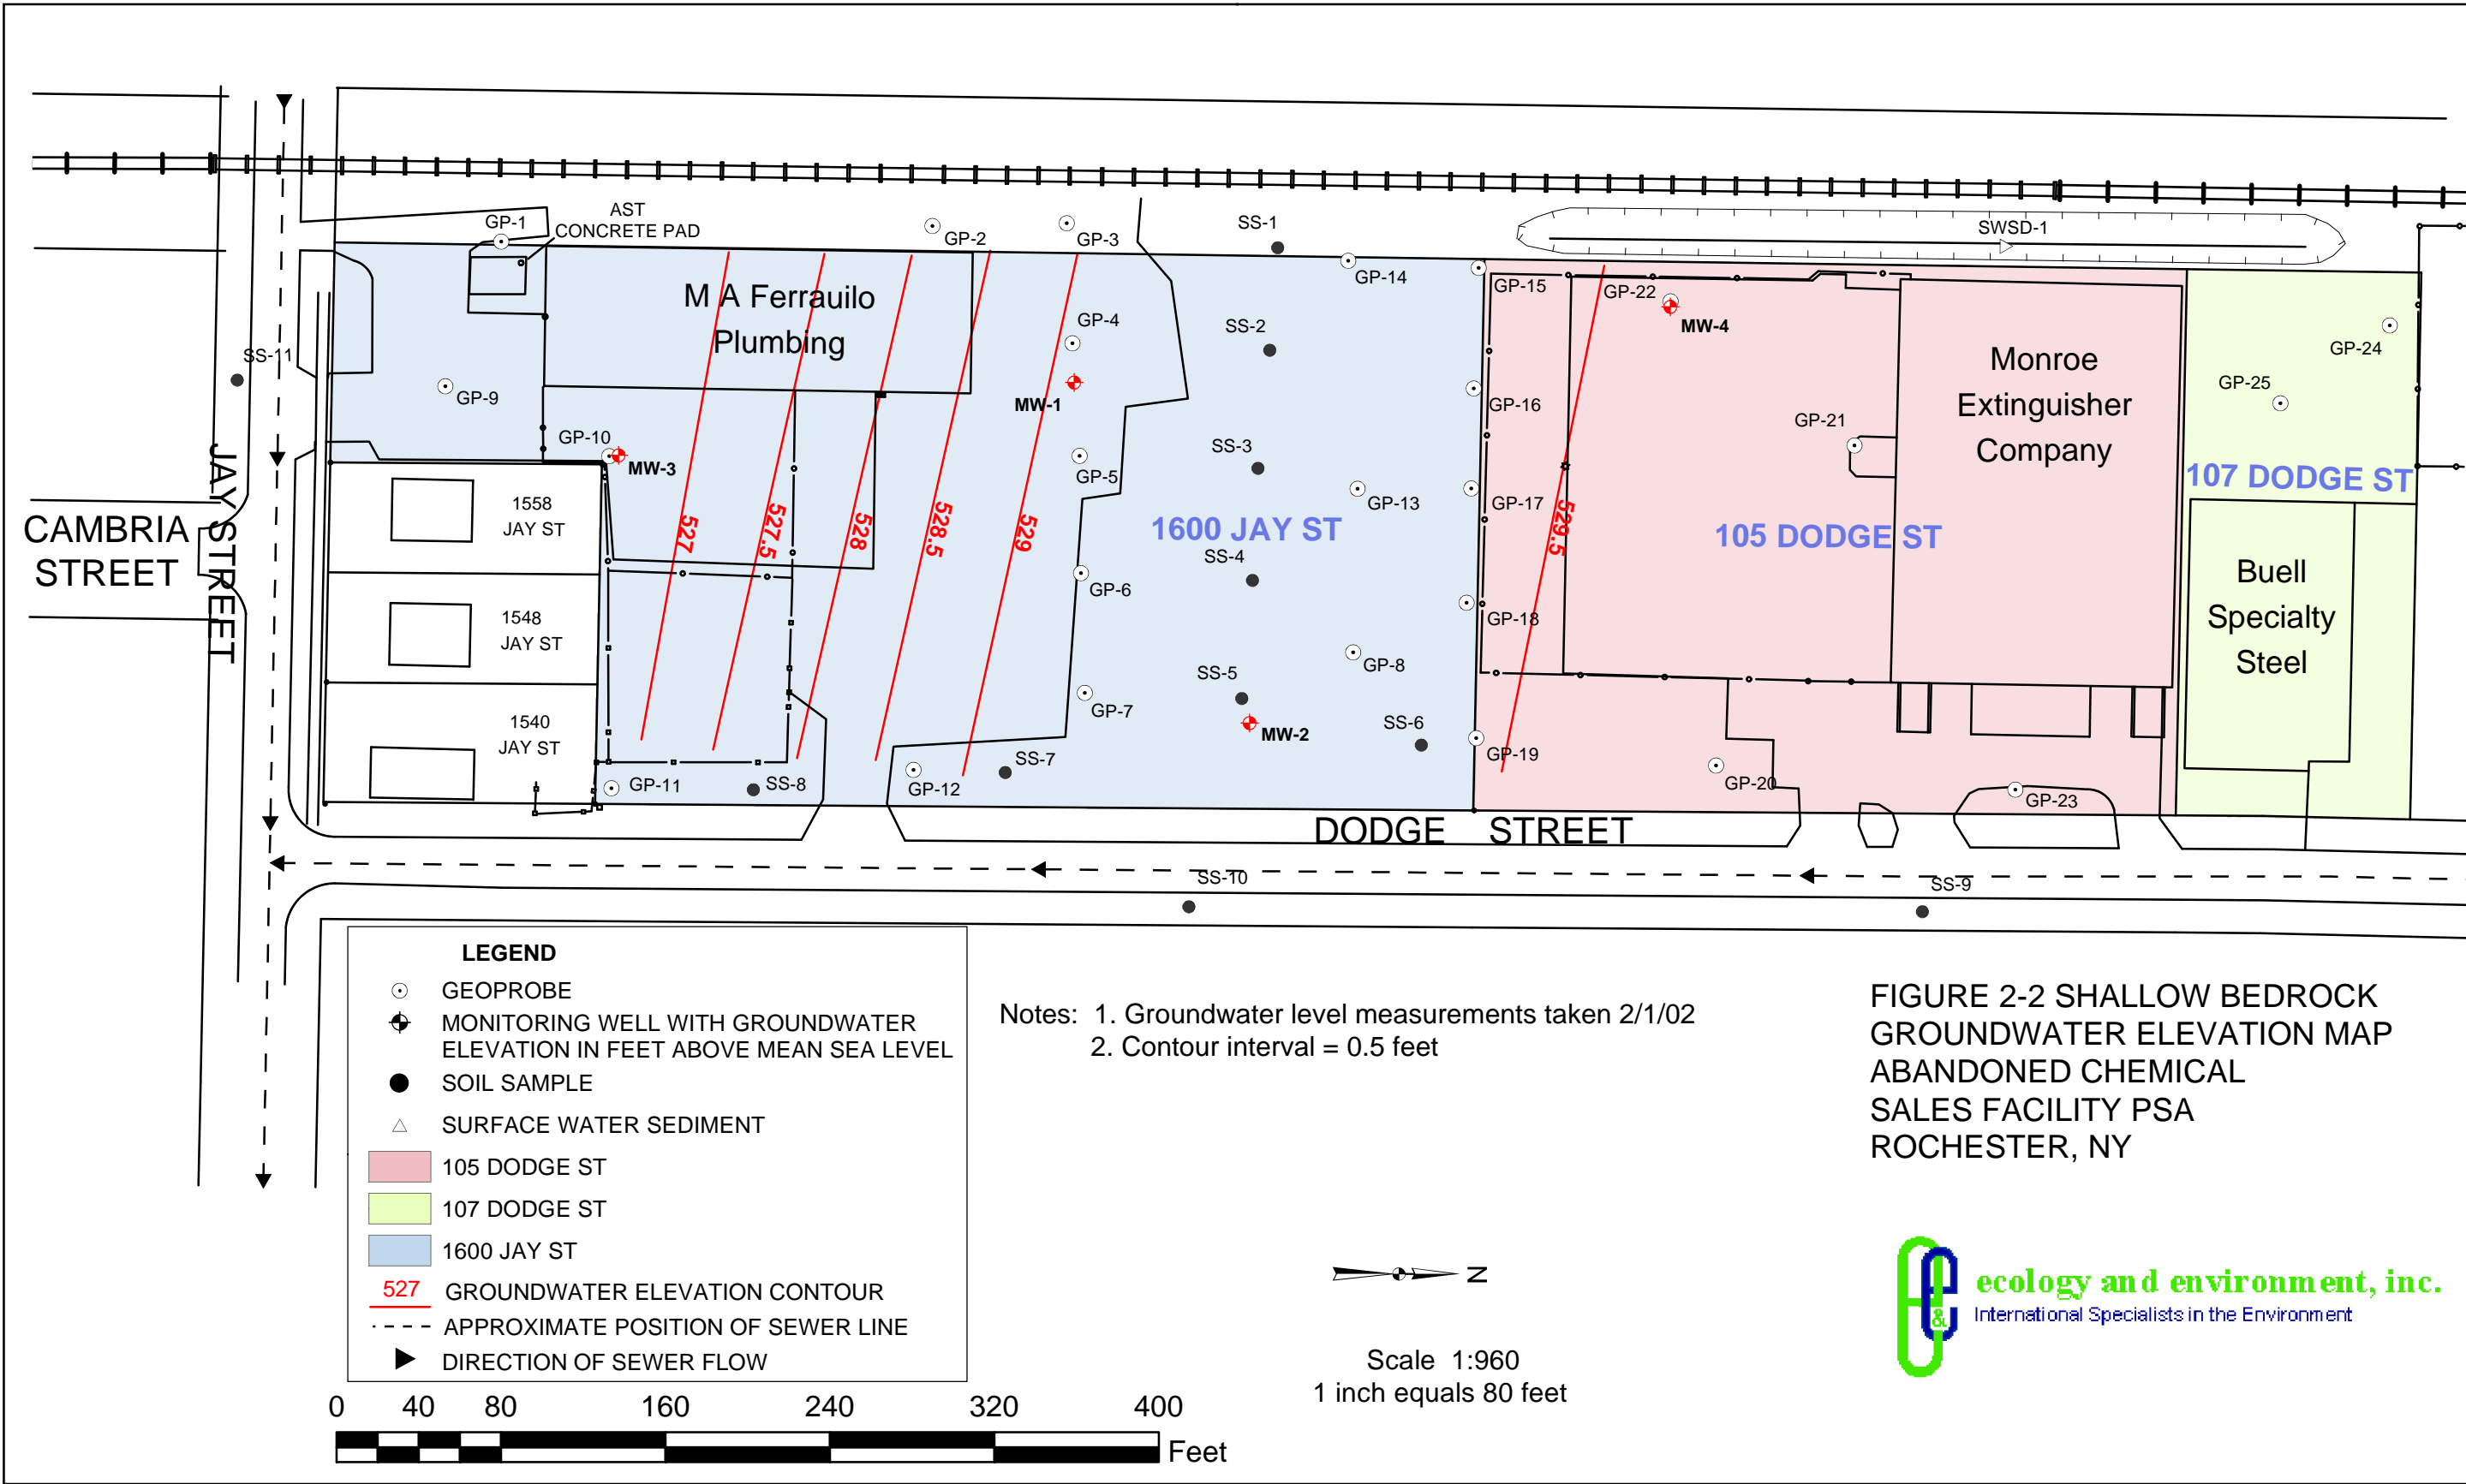 GP-1
AST
CONCRETE PAD
GP-2
GP-3
SS-1
SWSD-1
GP-14
GP-15
GP-22
MW-4
M A Ferrauilo
Plumbing
GP-4
SS-2
SS-11
GP-9
MW-1
GP-16
Monroe
Extinguisher
Company
GP-24
GP-25
GP-10
MW-3
GP-5
SS-3
GP-13
GP-17
GP-21
107 DODGE ST
CAMBRIA
STREET
JAY STREET
1558
JAY ST
527
527.5
528
528.5
529
1600 JAY ST
529.5
105 DODGE ST
SS-4
GP-6
Buell
Specialty
Steel
1548
JAY ST
GP-18
GP-8
SS-5
GP-7
MW-2
SS-6
1540
JAY ST
GP-19
GP-11
SS-8
GP-12
SS-7
GP-20
GP-23
DODGE STREET
SS-10
SS-9
LEGEND
GEOPROBE
MONITORING WELL WITH GROUNDWATER
ELEVATION IN FEET ABOVE MEAN SEA LEVEL
SOIL SAMPLE
SURFACE WATER SEDIMENT
105 DODGE ST
107 DODGE ST
1600 JAY ST
527 GROUNDWATER ELEVATION CONTOUR
APPROXIMATE POSITION OF SEWER LINE
DIRECTION OF SEWER FLOW
Notes: 1. Groundwater level measurements taken 2/1/02
2. Contour interval = 0.5 feet
FIGURE 2-2 SHALLOW BEDROCK
GROUNDWATER ELEVATION MAP
ABANDONED CHEMICAL
SALES FACILITY PSA
ROCHESTER, NY
N
Scale 1:960
1 inch equals 80 feet
0 40 80 160 240 320 400
Feet
e&e
ecology and environment, inc.
International Specialists in the Environment